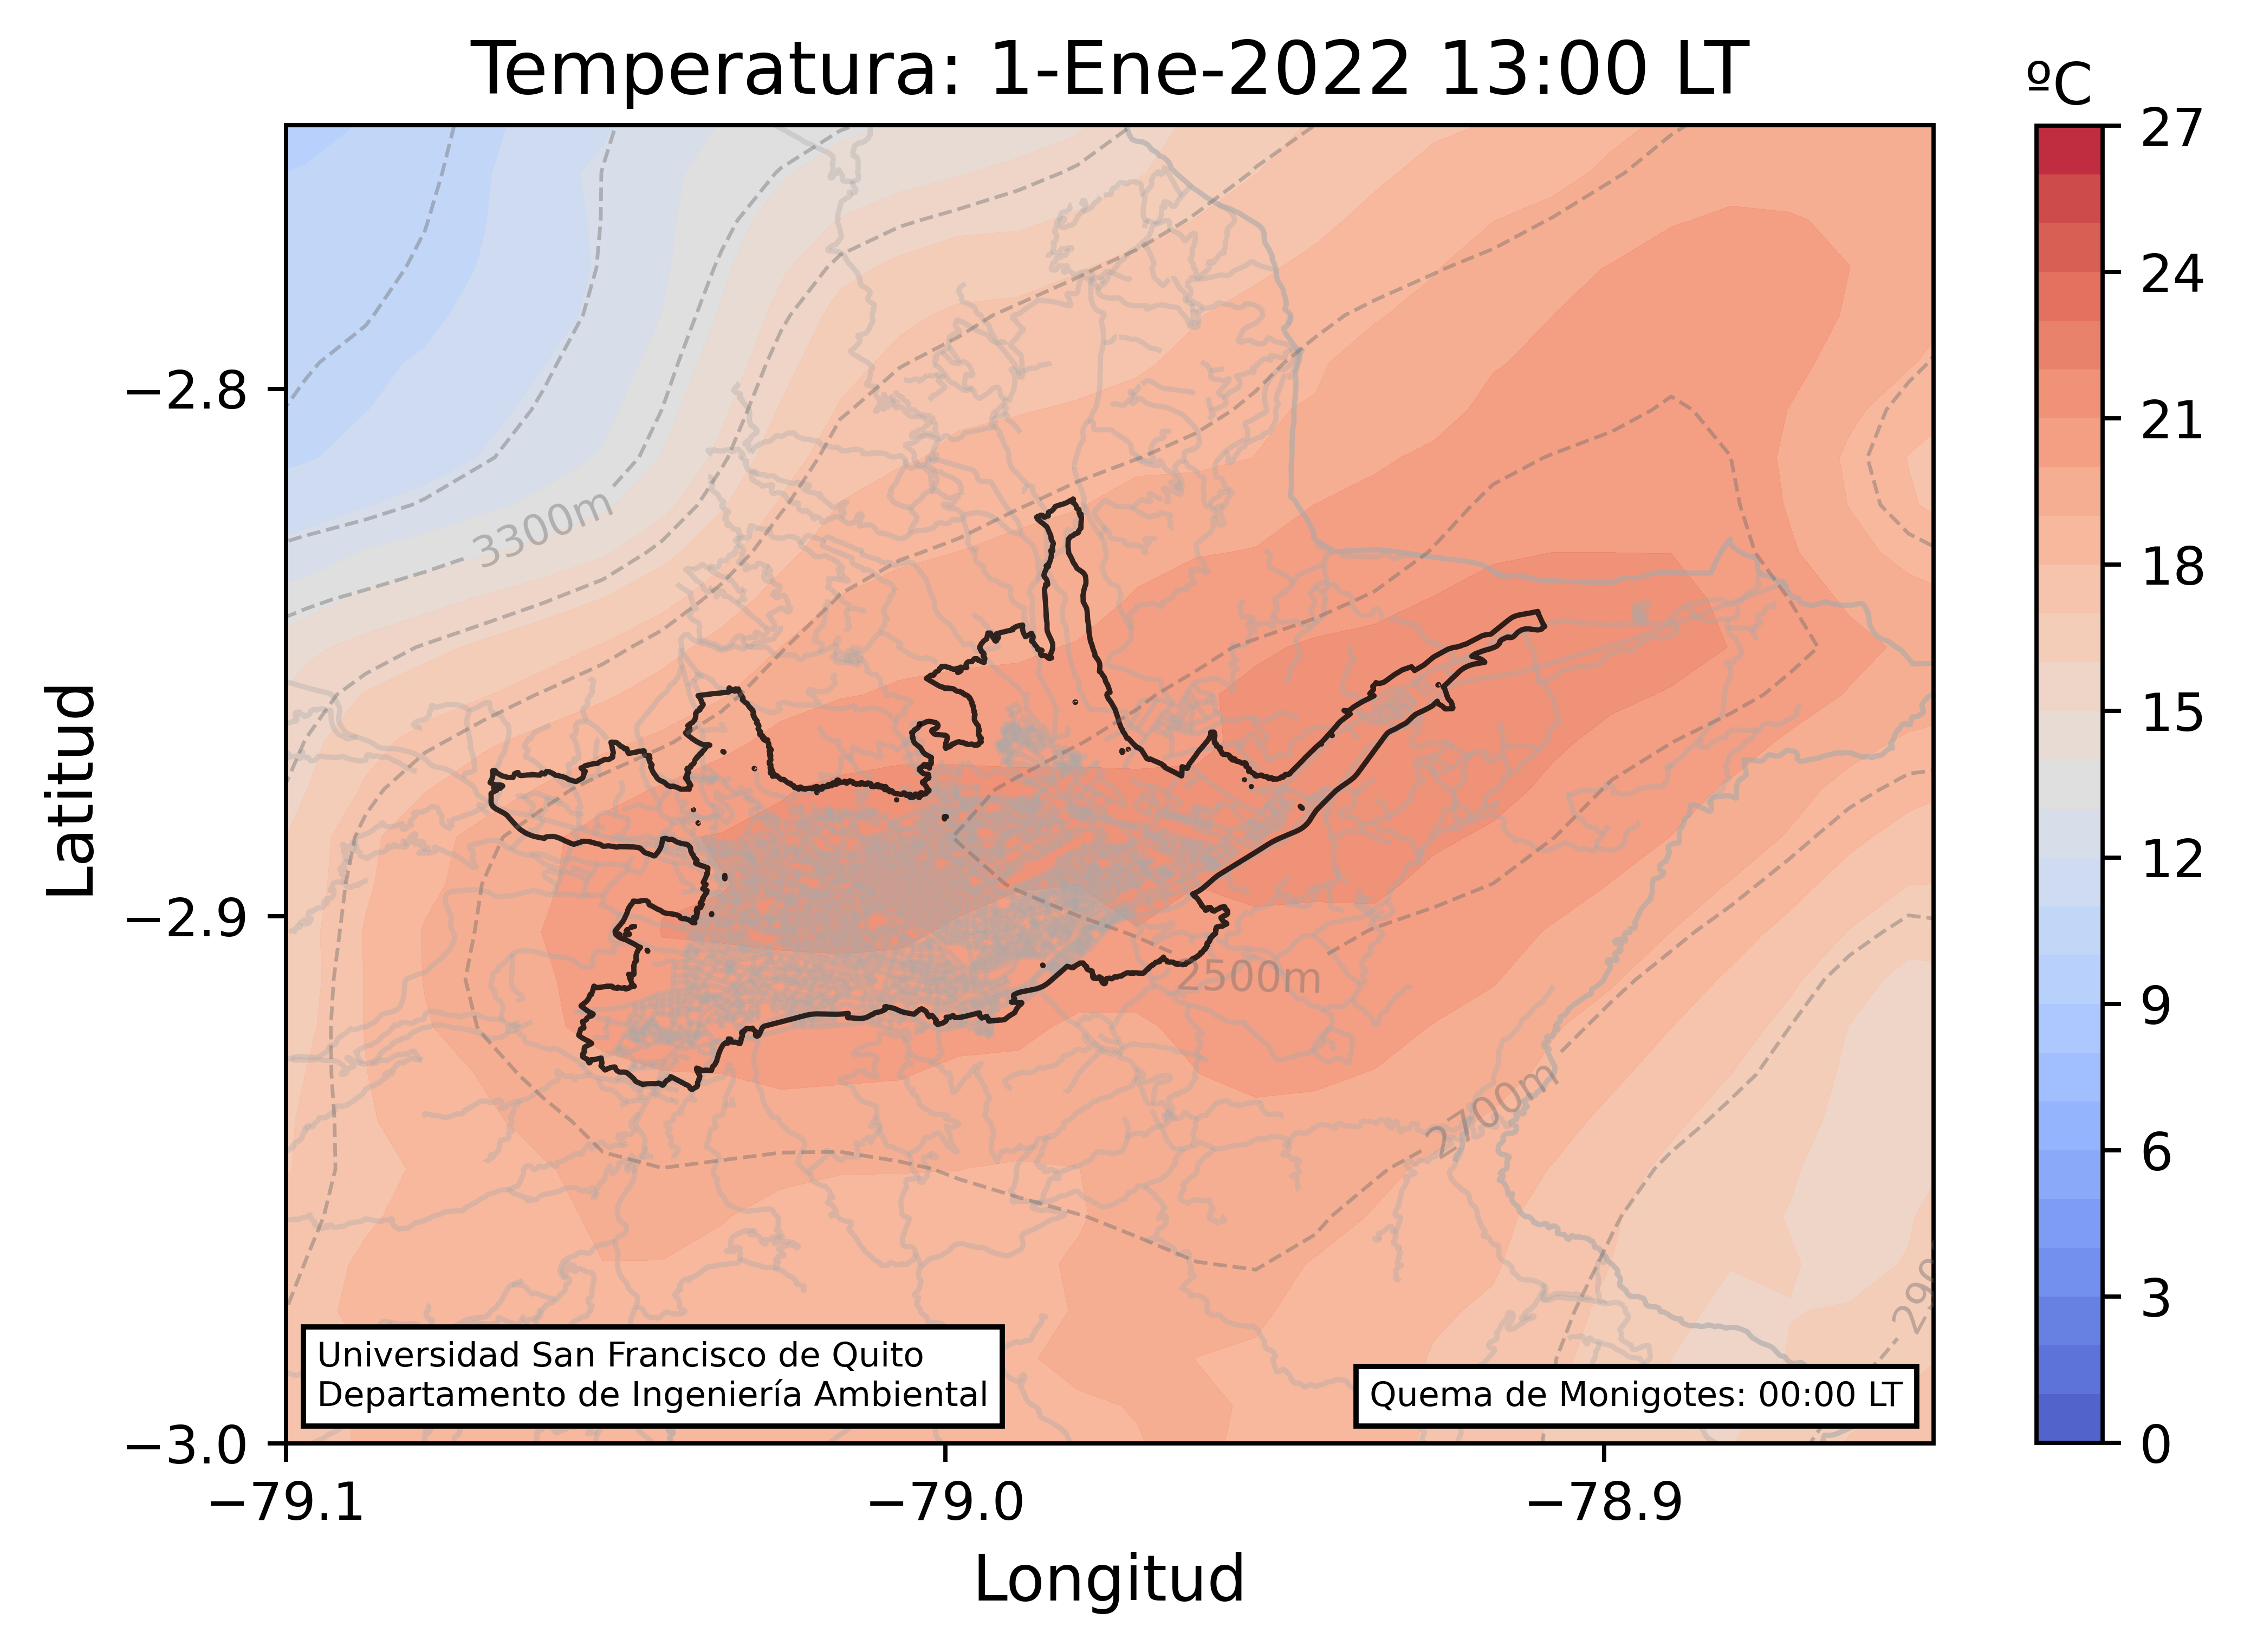 Temperatura: 1-Ene-2022 13:00 LT
ºC
27
24
21
18
15
12
9
6
3
0
Latitud
−2.8
−2.9
−3.0
3300m
2500m
2700m
290
Universidad San Francisco de Quito
Departamento de Ingeniería Ambiental
Quema de Monigotes: 00:00 LT
−79.1
−79.0
−78.9
Longitud